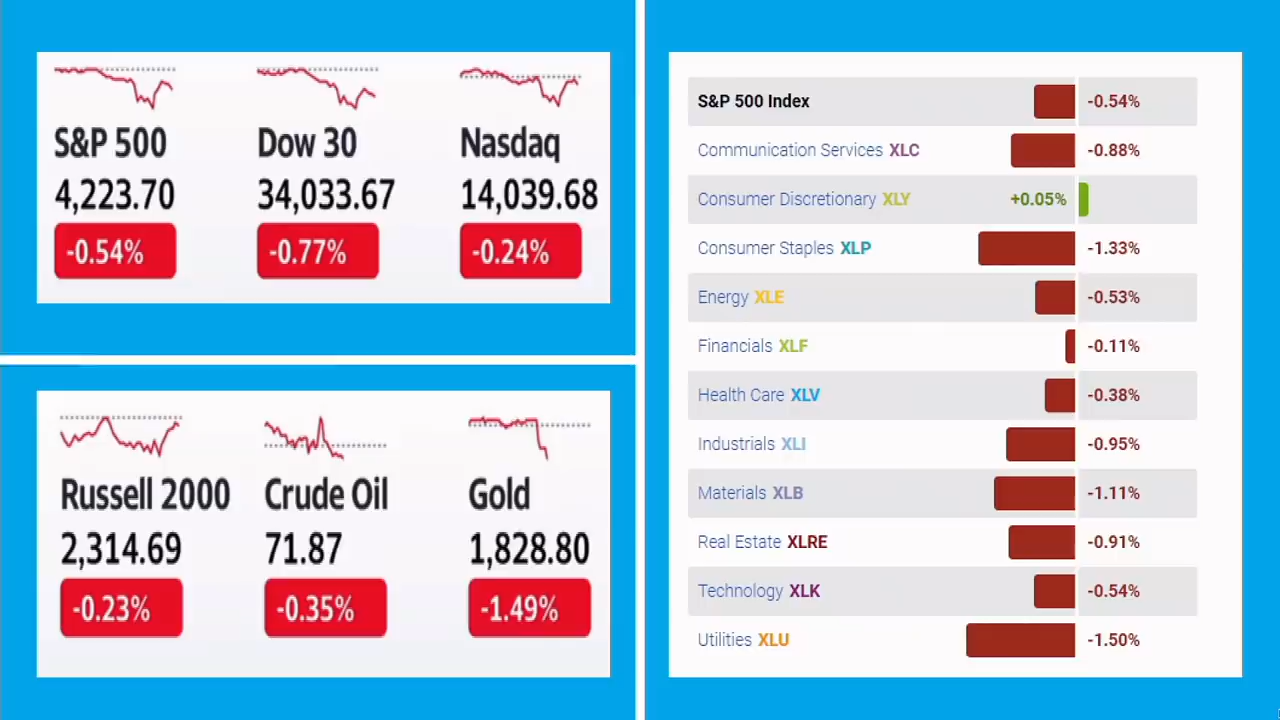 S&P 500 Dow 30 Nasdaq
4,223.70 34,033.67 14,039.68
-0.54% -0.77% -0.24%
Russell 2000 Crude Oil Gold
2,314.69 71.87 1,828.80
-0.23% -0.35% -1.49%
S&P 500 Index -0.54%
Communication Services XLC -0.88%
Consumer Discretionary XLY +0.05%
Consumer Staples XLP -1.33%
Energy XLE -0.53%
Financials XLF -0.11%
Health Care XLV -0.38%
Industrials XLI -0.95%
Materials XLB -1.11%
Real Estate XLRE -0.91%
Technology XLK -0.54%
Utilities XLU -1.50%